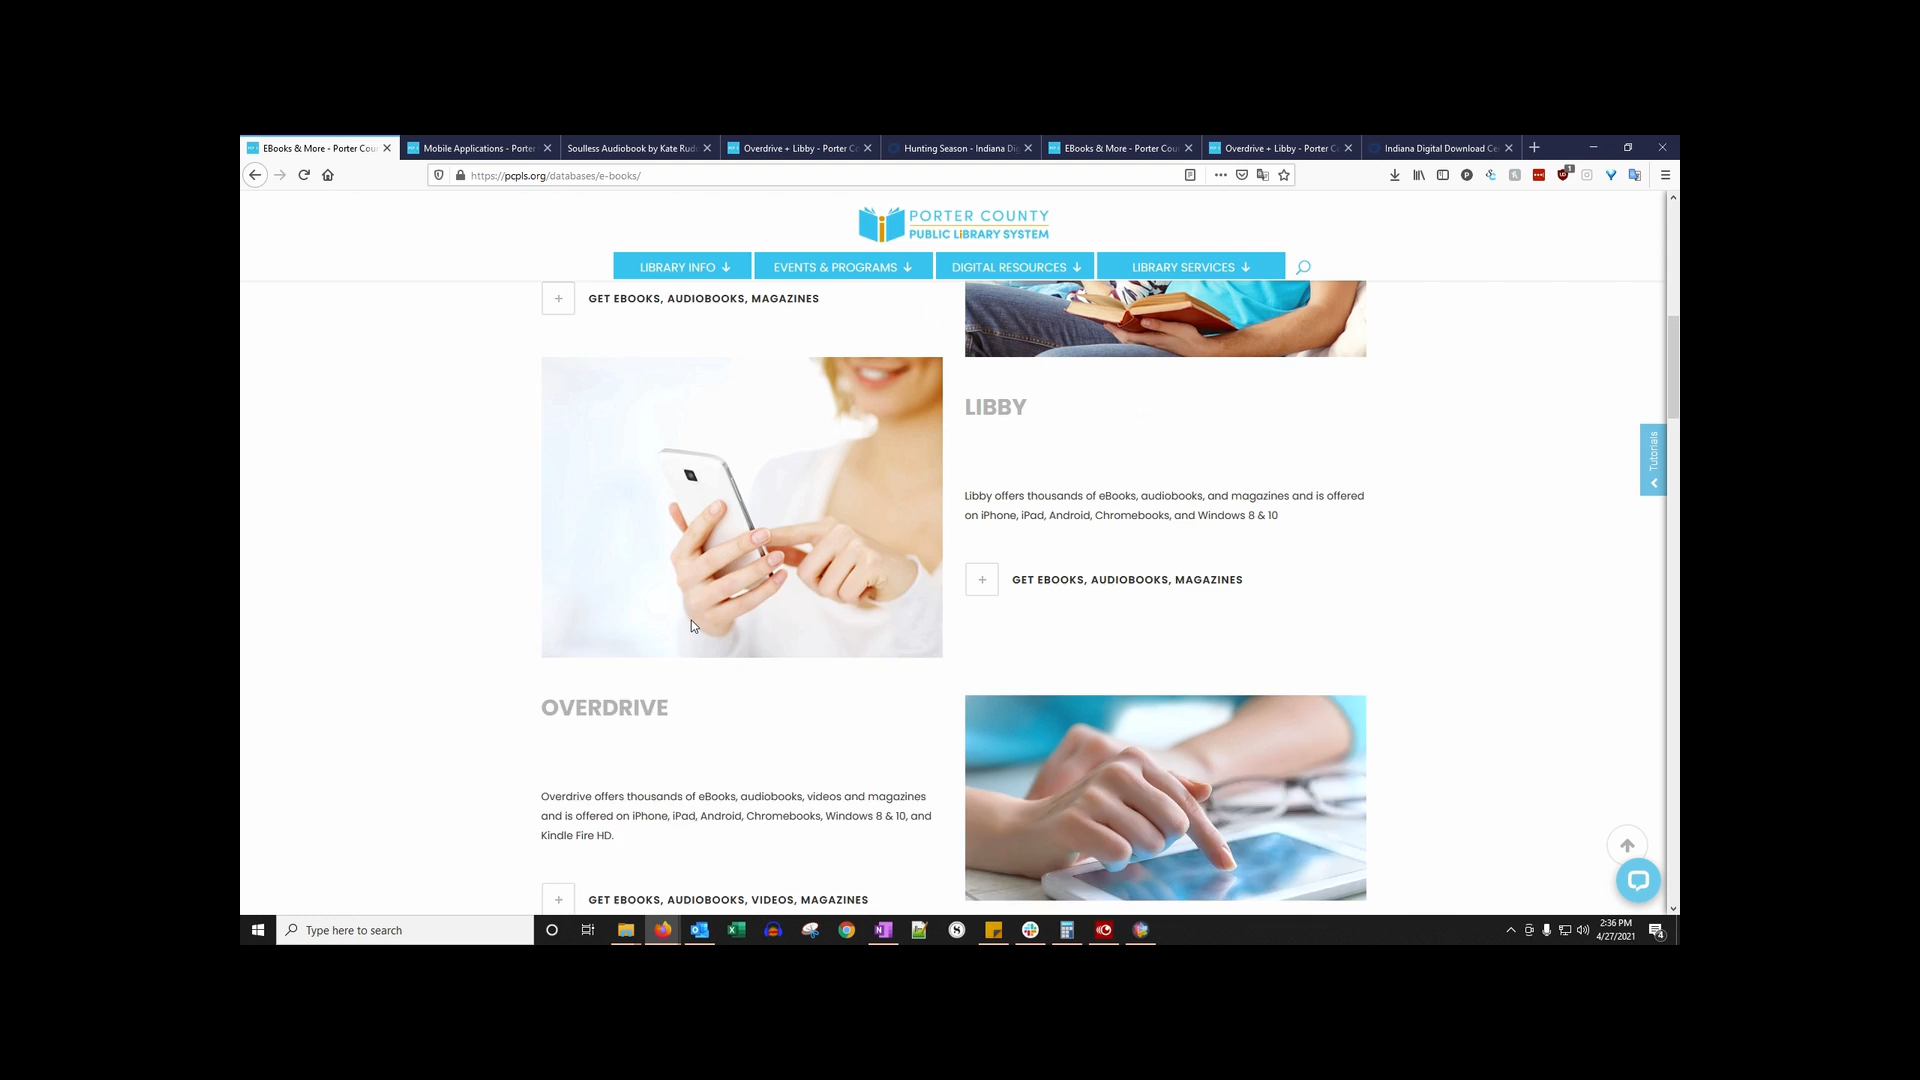 EBooks & More - Porter Cou
Mobile Applications - Porter
Soulless Audiobook by Kate Rud
Overdrive + Libby - Porter C
Hunting Season - Indiana Di
EBooks & More - Porter Cou
Overdrive + Libby - Porter C
Indiana Digital Download Ce
https://pcpls.org/databases/e-books/
PORTER COUNTY
PUBLIC LiBRARY SYSTEM
LIBRARY INFO
EVENTS & PROGRAMS
DIGITAL RESOURCES
LIBRARY SERVICES
GET EBOOKS, AUDIOBOOKS, MAGAZINES
LIBBY
Libby offers thousands of eBooks, audiobooks, and magazines and is offered
on iPhone, iPad, Android, Chromebooks, and Windows 8 & 10
GET EBOOKS, AUDIOBOOKS, MAGAZINES
Tutorials
OVERDRIVE
Overdrive offers thousands of eBooks, audiobooks, videos and magazines
and is offered on iPhone, iPad, Android, Chromebooks, Windows 8 & 10, and
Kindle Fire HD.
GET EBOOKS, AUDIOBOOKS, VIDEOS, MAGAZINES
Type here to search
2:36 PM
4/27/2021
4